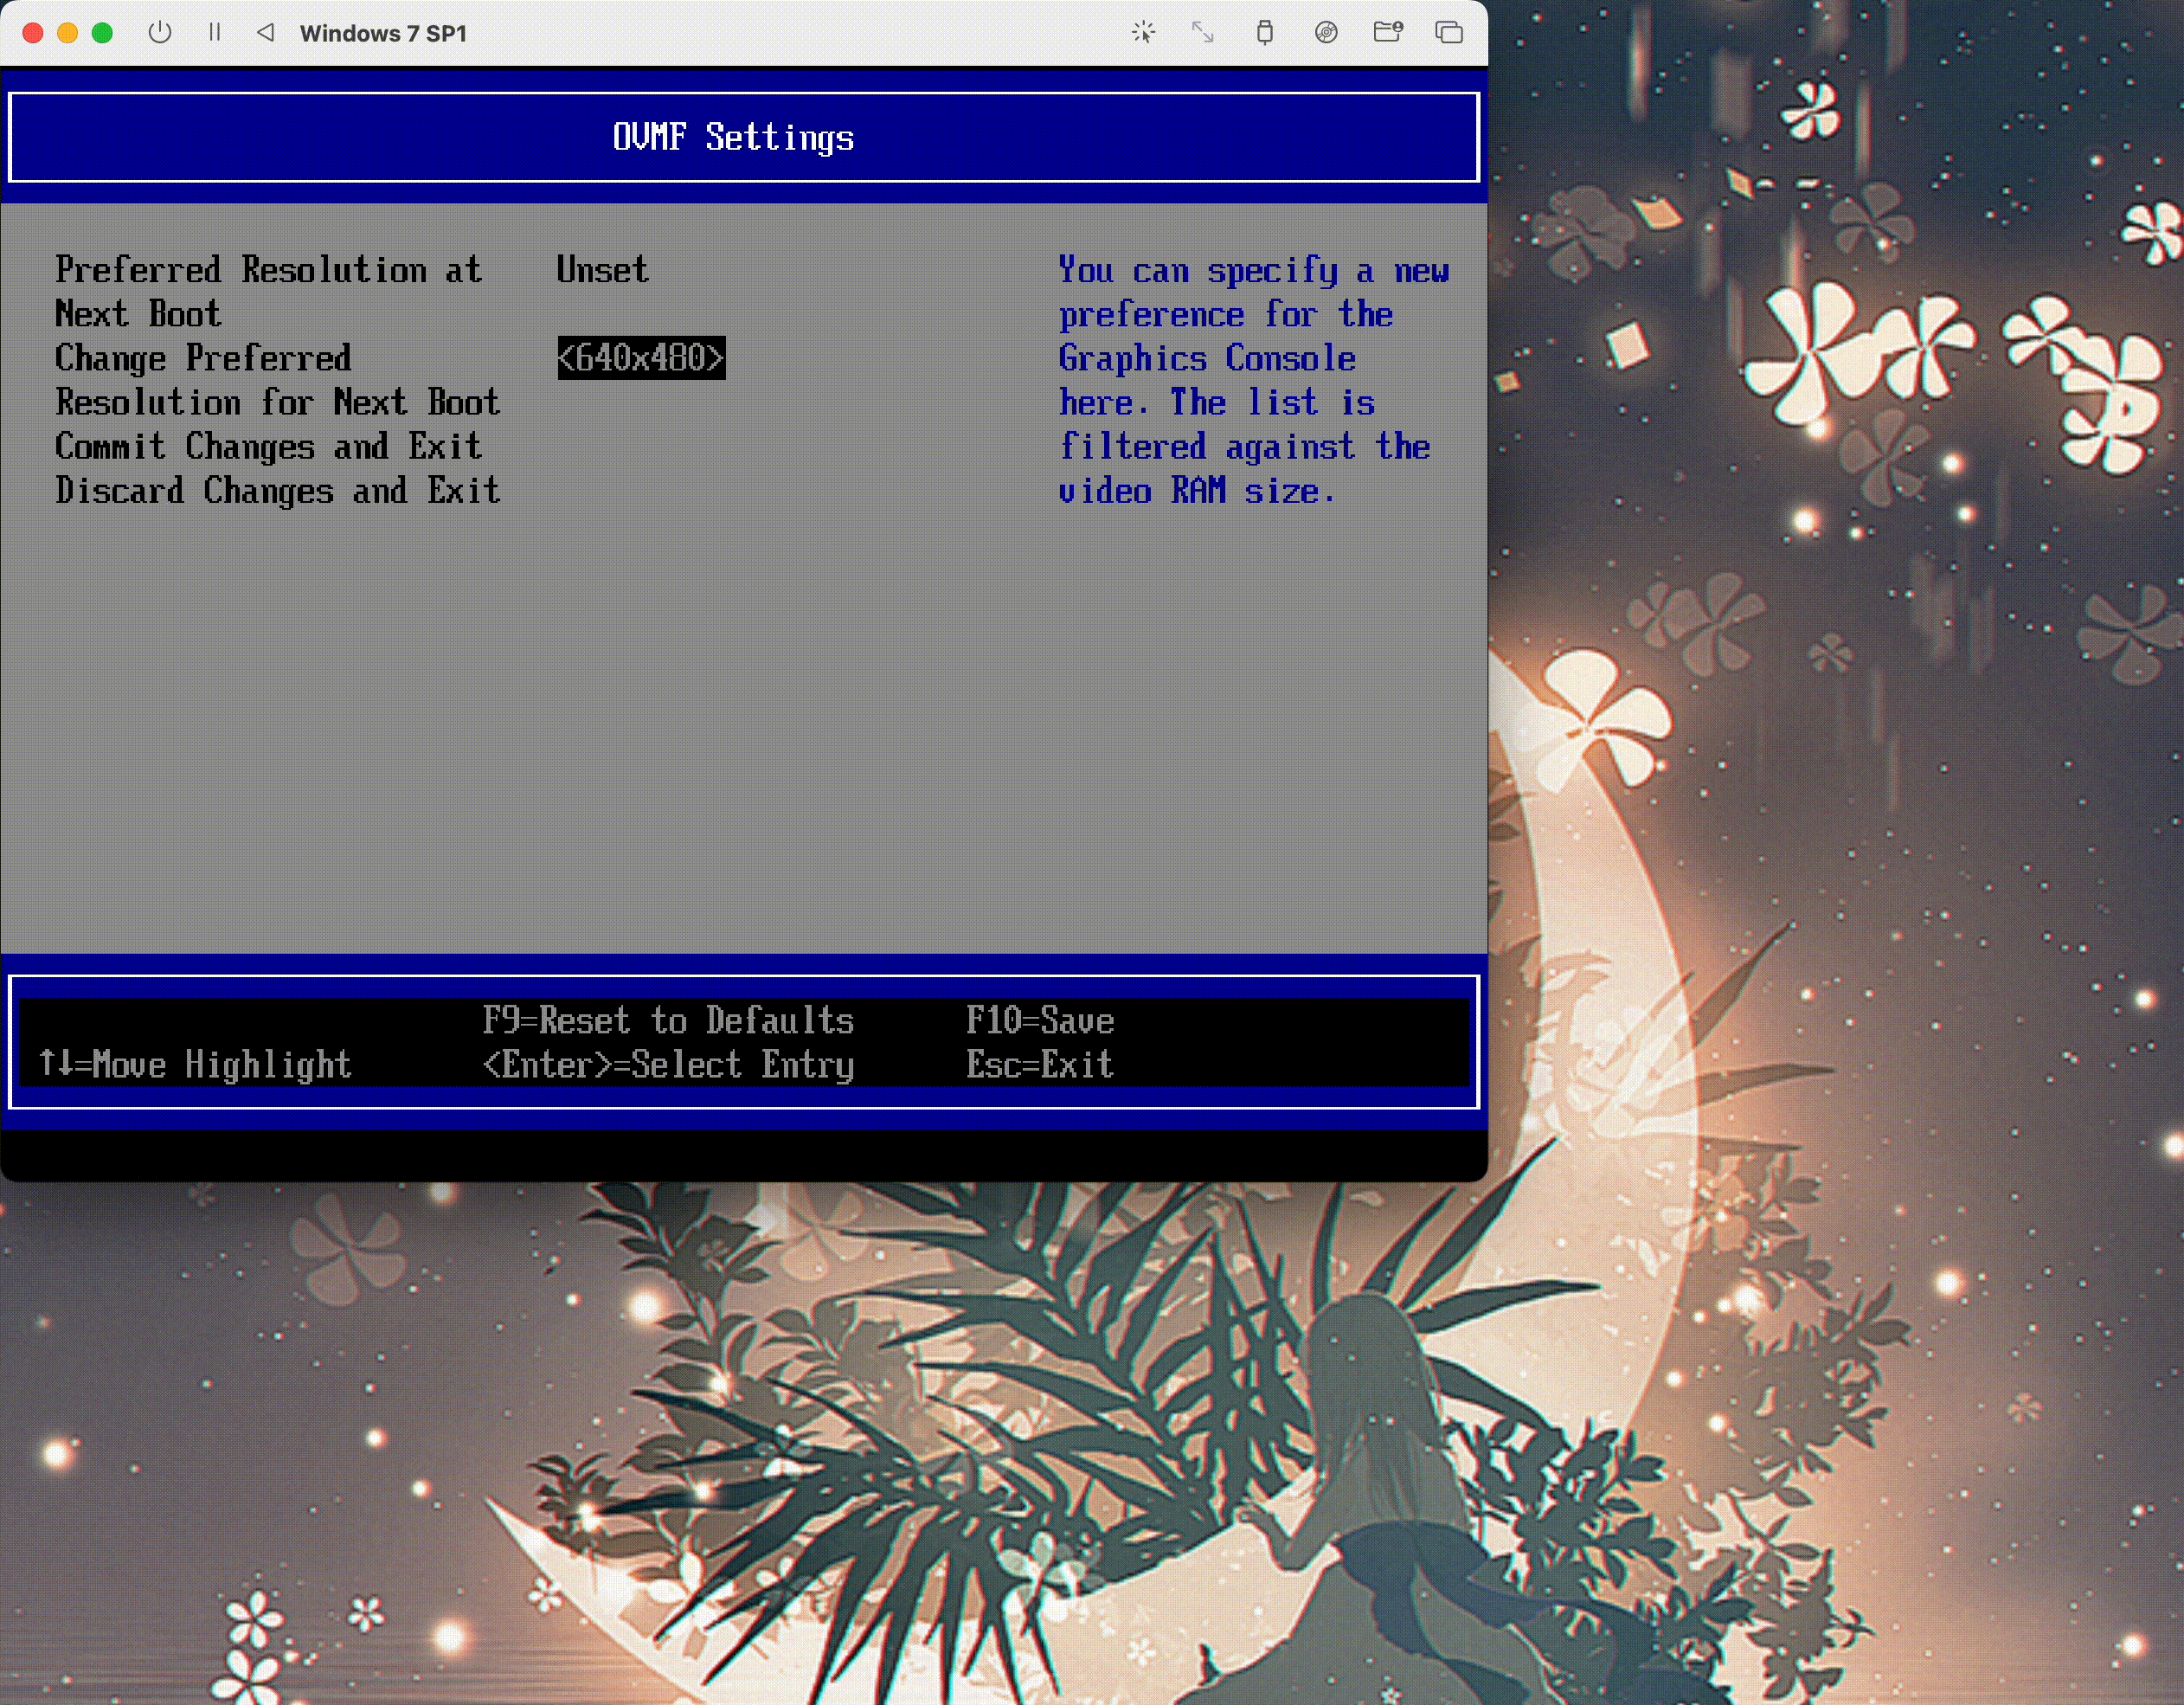 Windows 7 SP1
OVMF Settings
Preferred Resolution at Unset
Next Boot
Change Preferred <640x480>
Resolution for Next Boot
Commit Changes and Exit
Discard Changes and Exit
You can specify a new
preference for the
Graphics Console
here. The list is
filtered against the
video RAM size.
F9=Reset to Defaults F10=Save
↑↓=Move Highlight <Enter>=Select Entry Esc=Exit